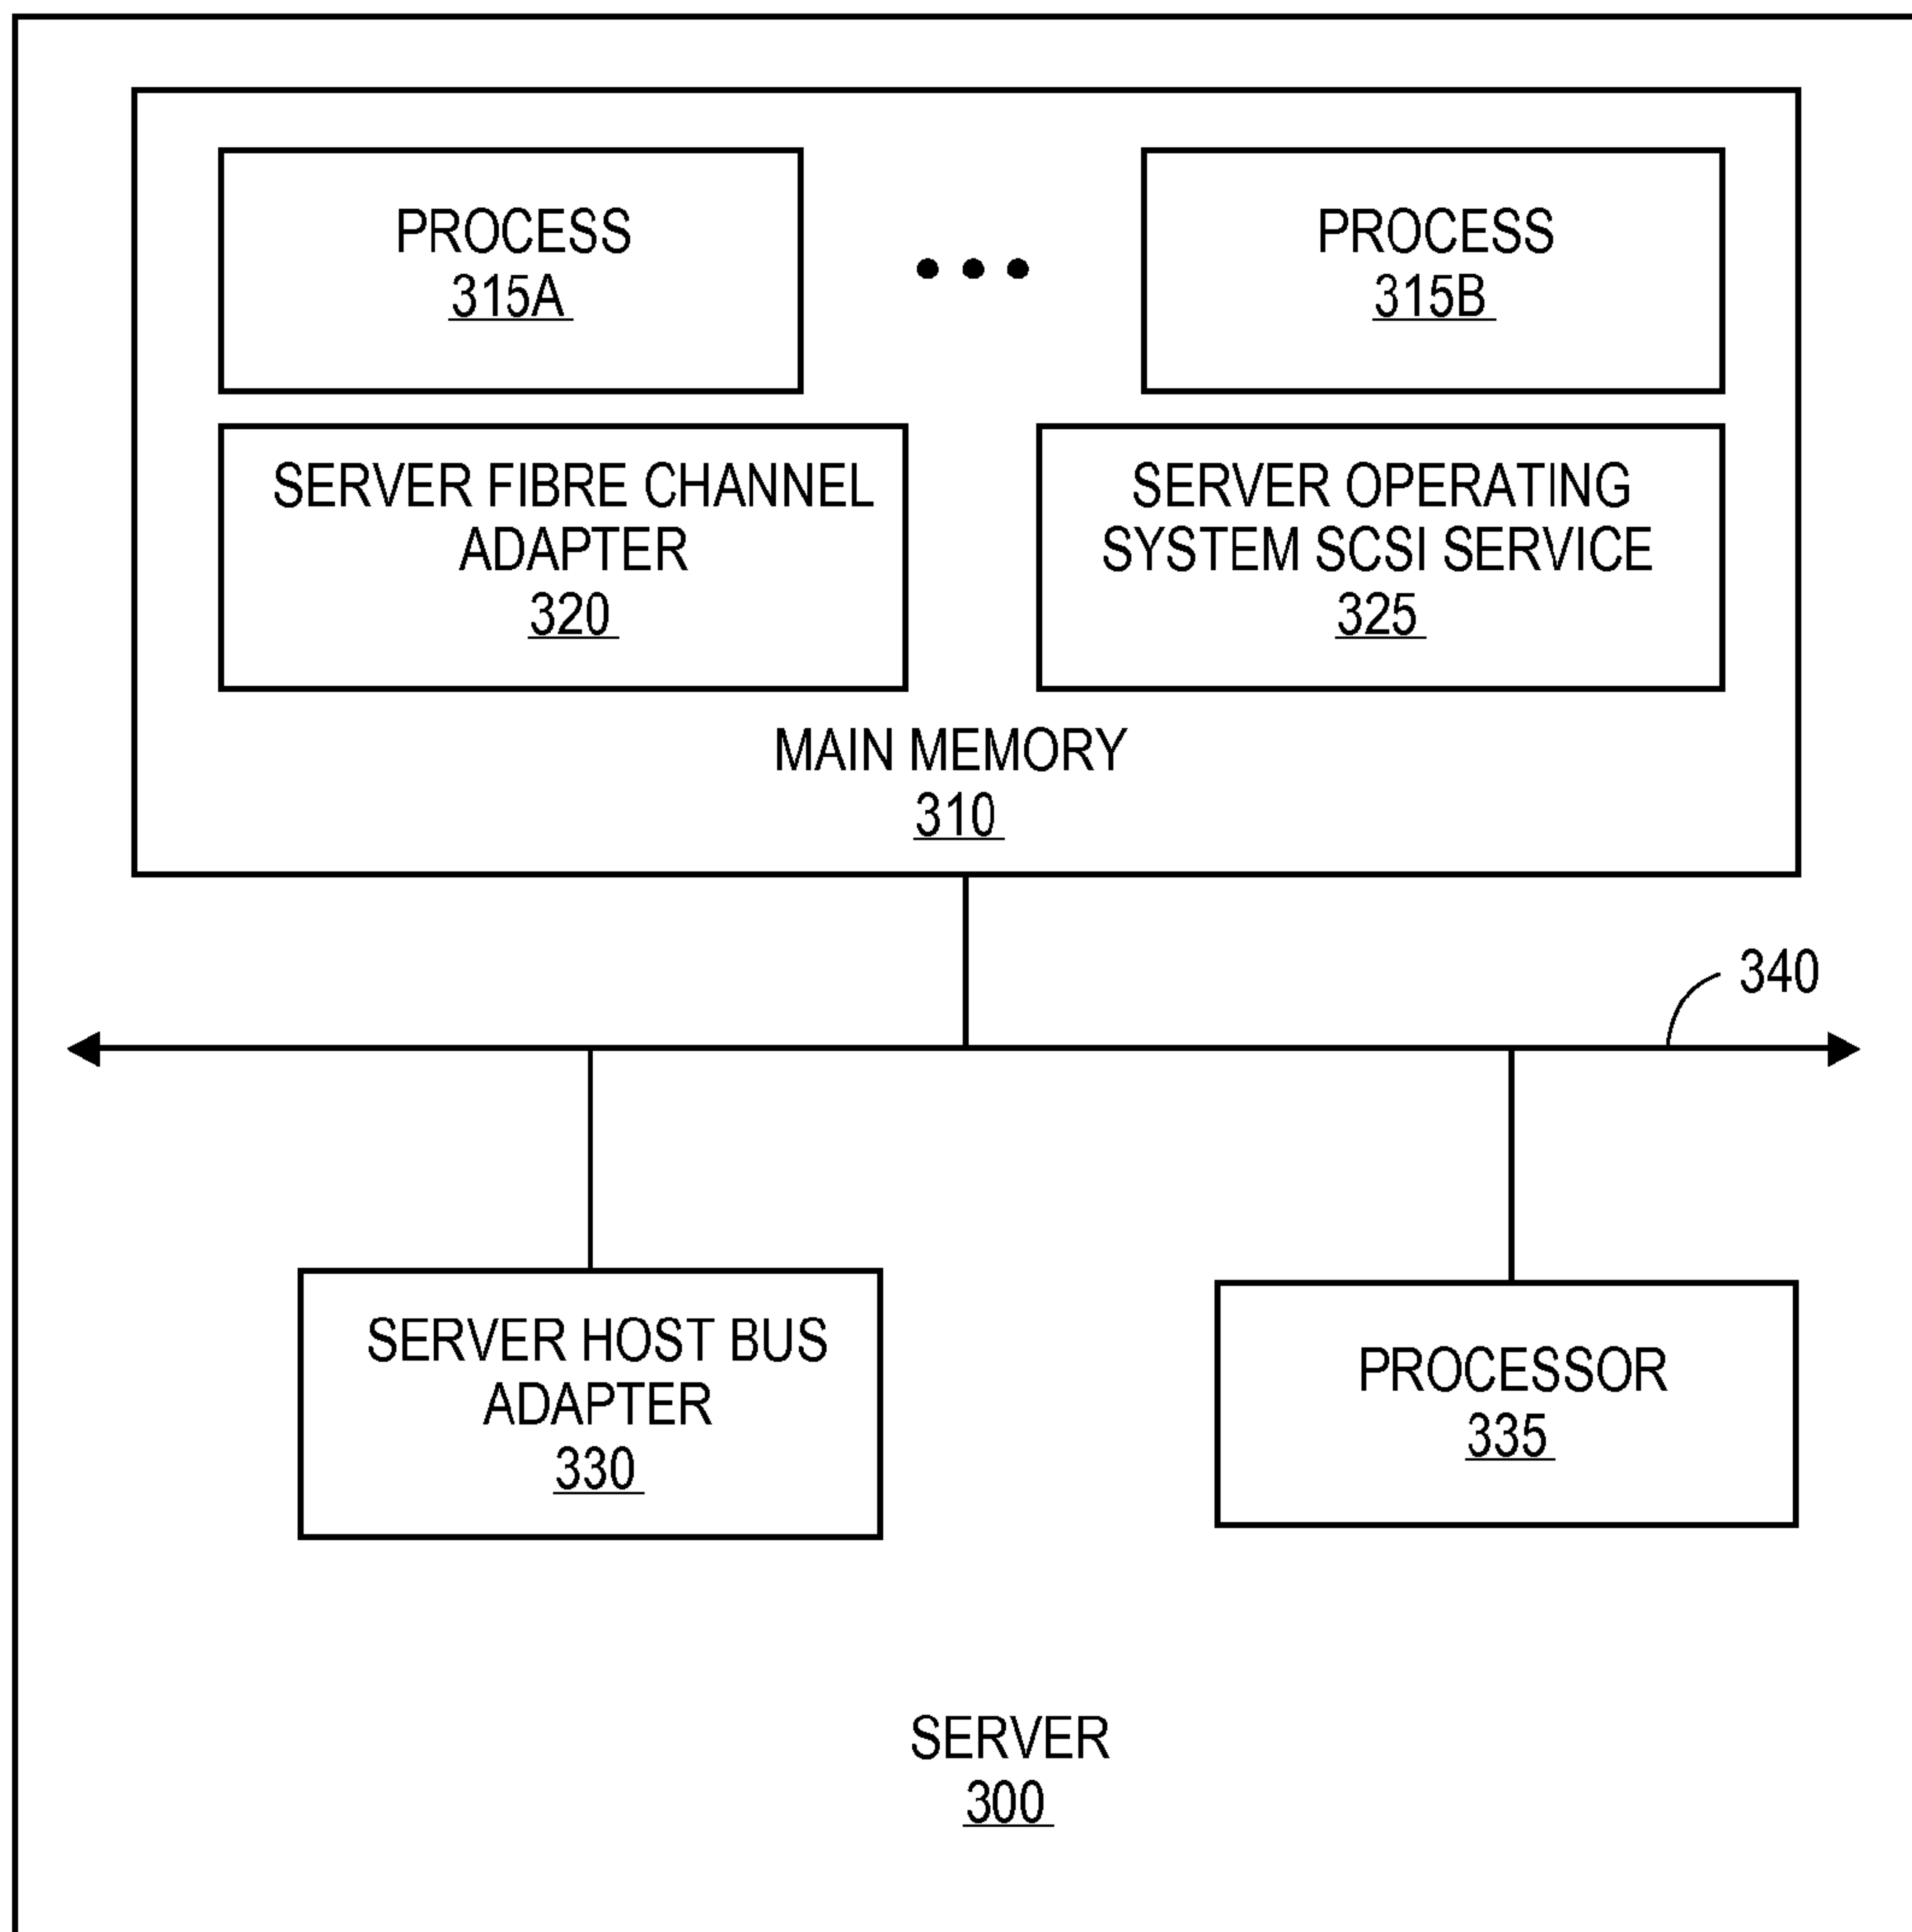 PROCESS
315A
PROCESS
315B
SERVER FIBRE CHANNEL
ADAPTER
320
SERVER OPERATING
SYSTEM SCSI SERVICE
325
MAIN MEMORY
310
340
SERVER HOST BUS
ADAPTER
330
PROCESSOR
335
SERVER
300